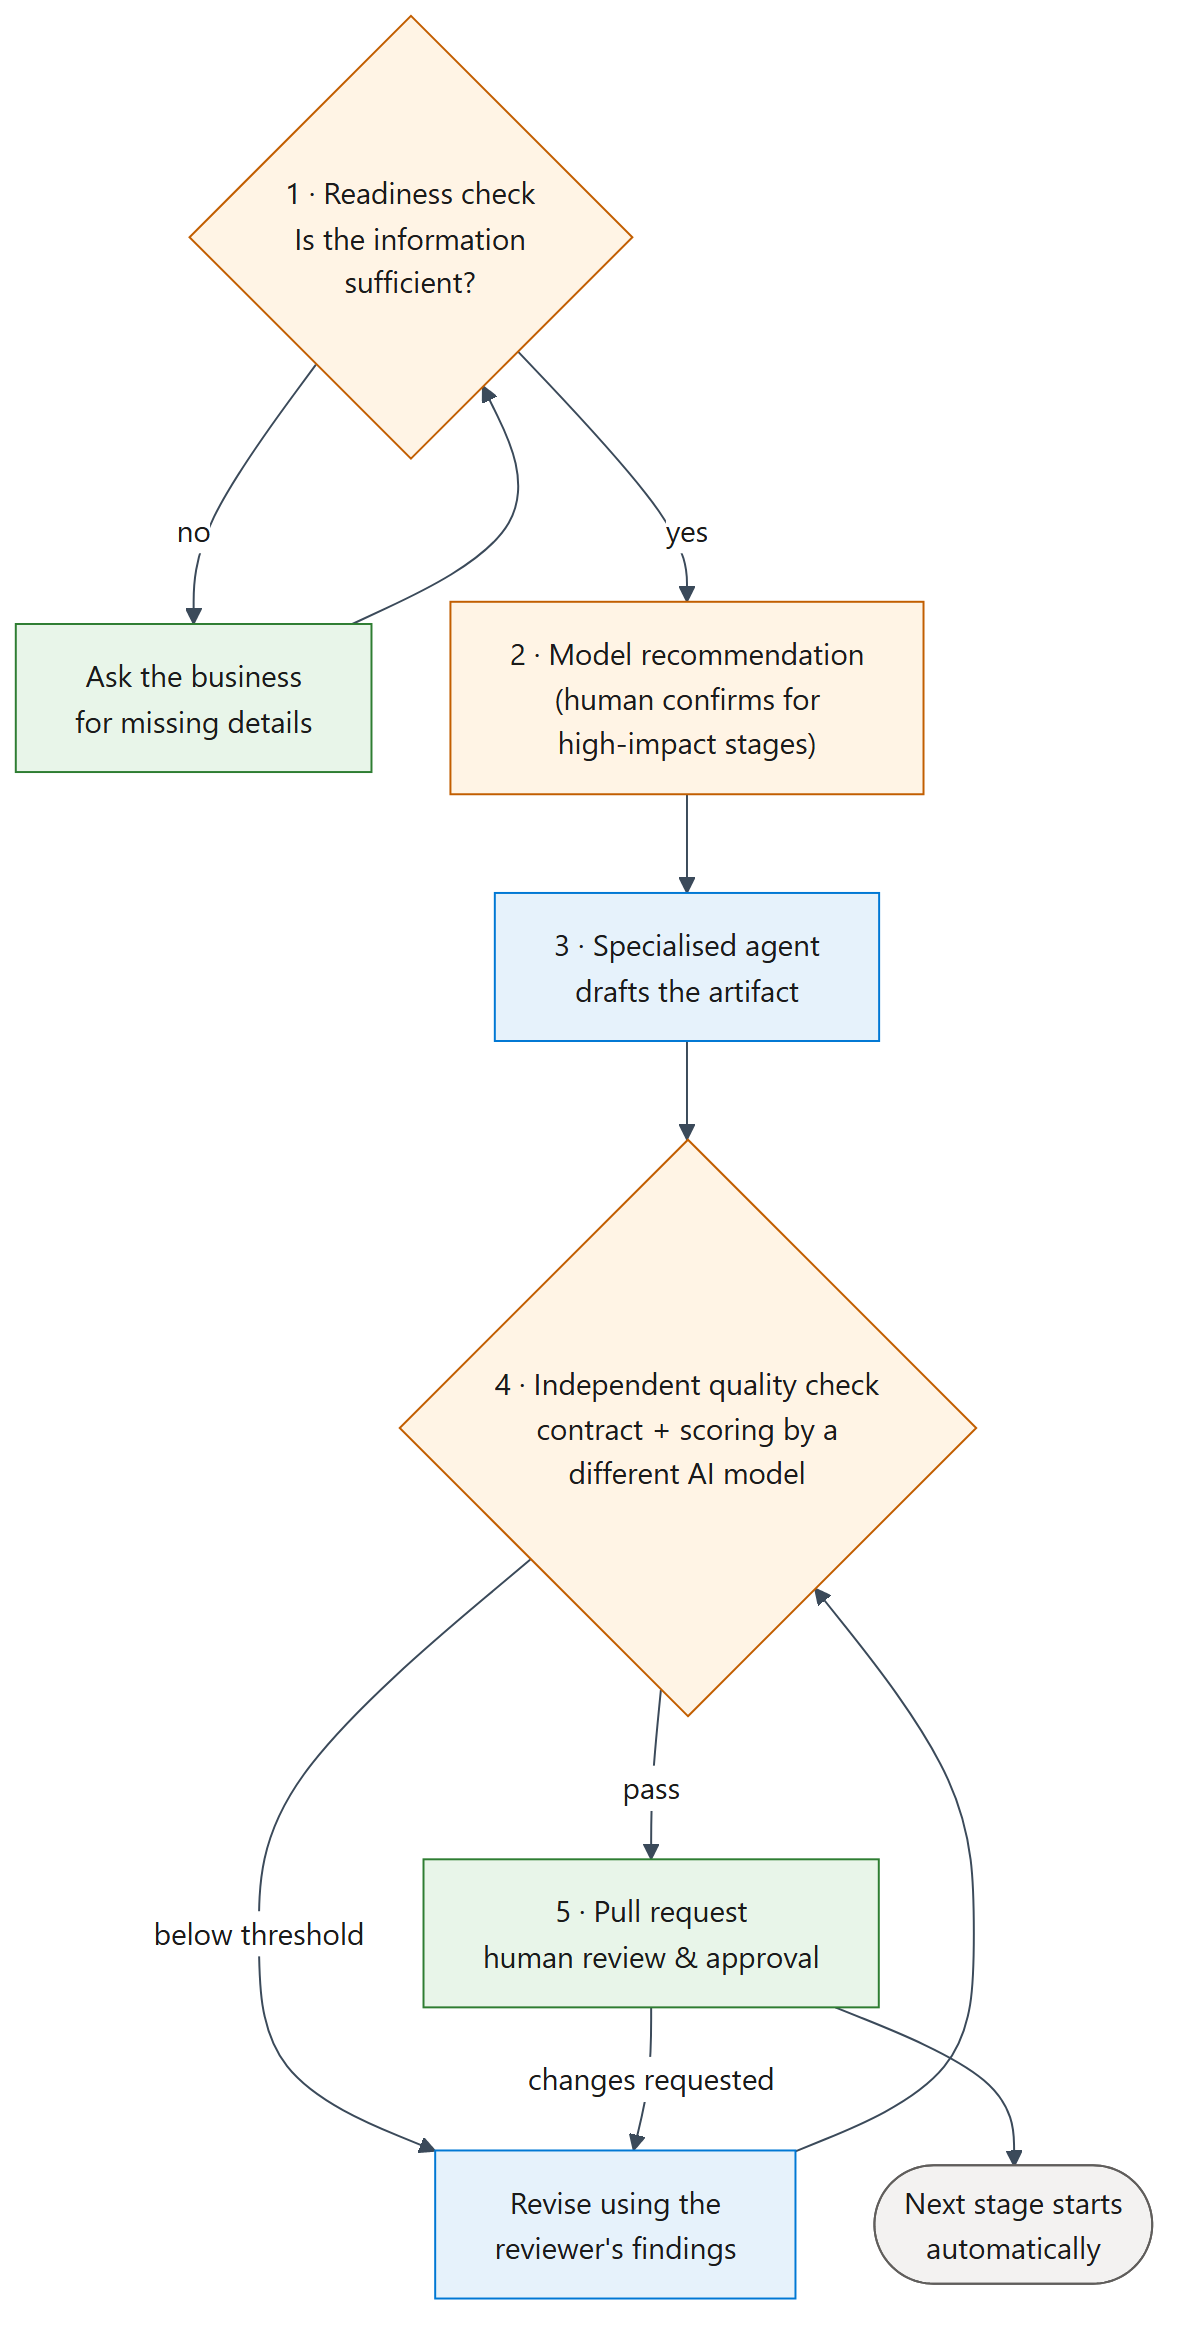 1 · Readiness check
Is the information
sufficient?
no
yes
Ask the business
for missing details
2 · Model recommendation
(human confirms for
high-impact stages)
3 · Specialised agent
drafts the artifact
4 · Independent quality check
contract + scoring by a
different AI model
pass
below threshold
5 · Pull request
human review & approval
changes requested
Revise using the
reviewer's findings
Next stage starts
automatically